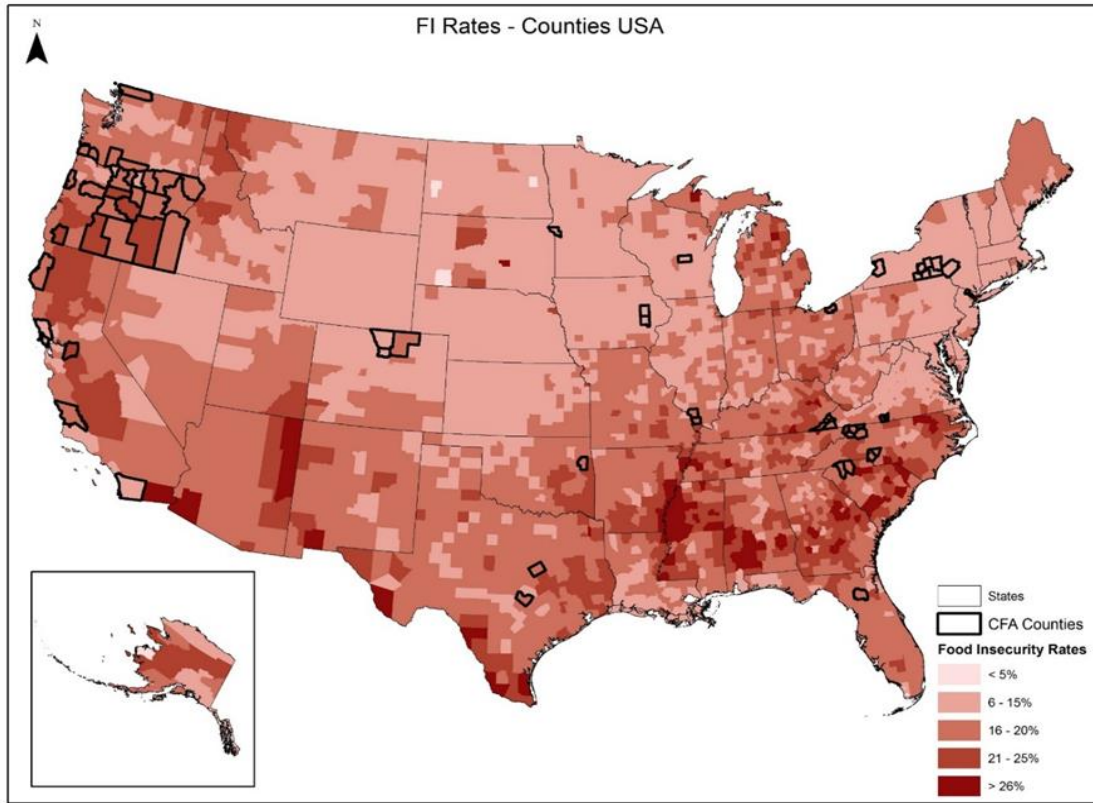 FI Rates - Counties USA
N
States
CFA Counties
Food Insecurity Rates
< 5%
6 - 15%
16 - 20%
21 - 25%
> 26%